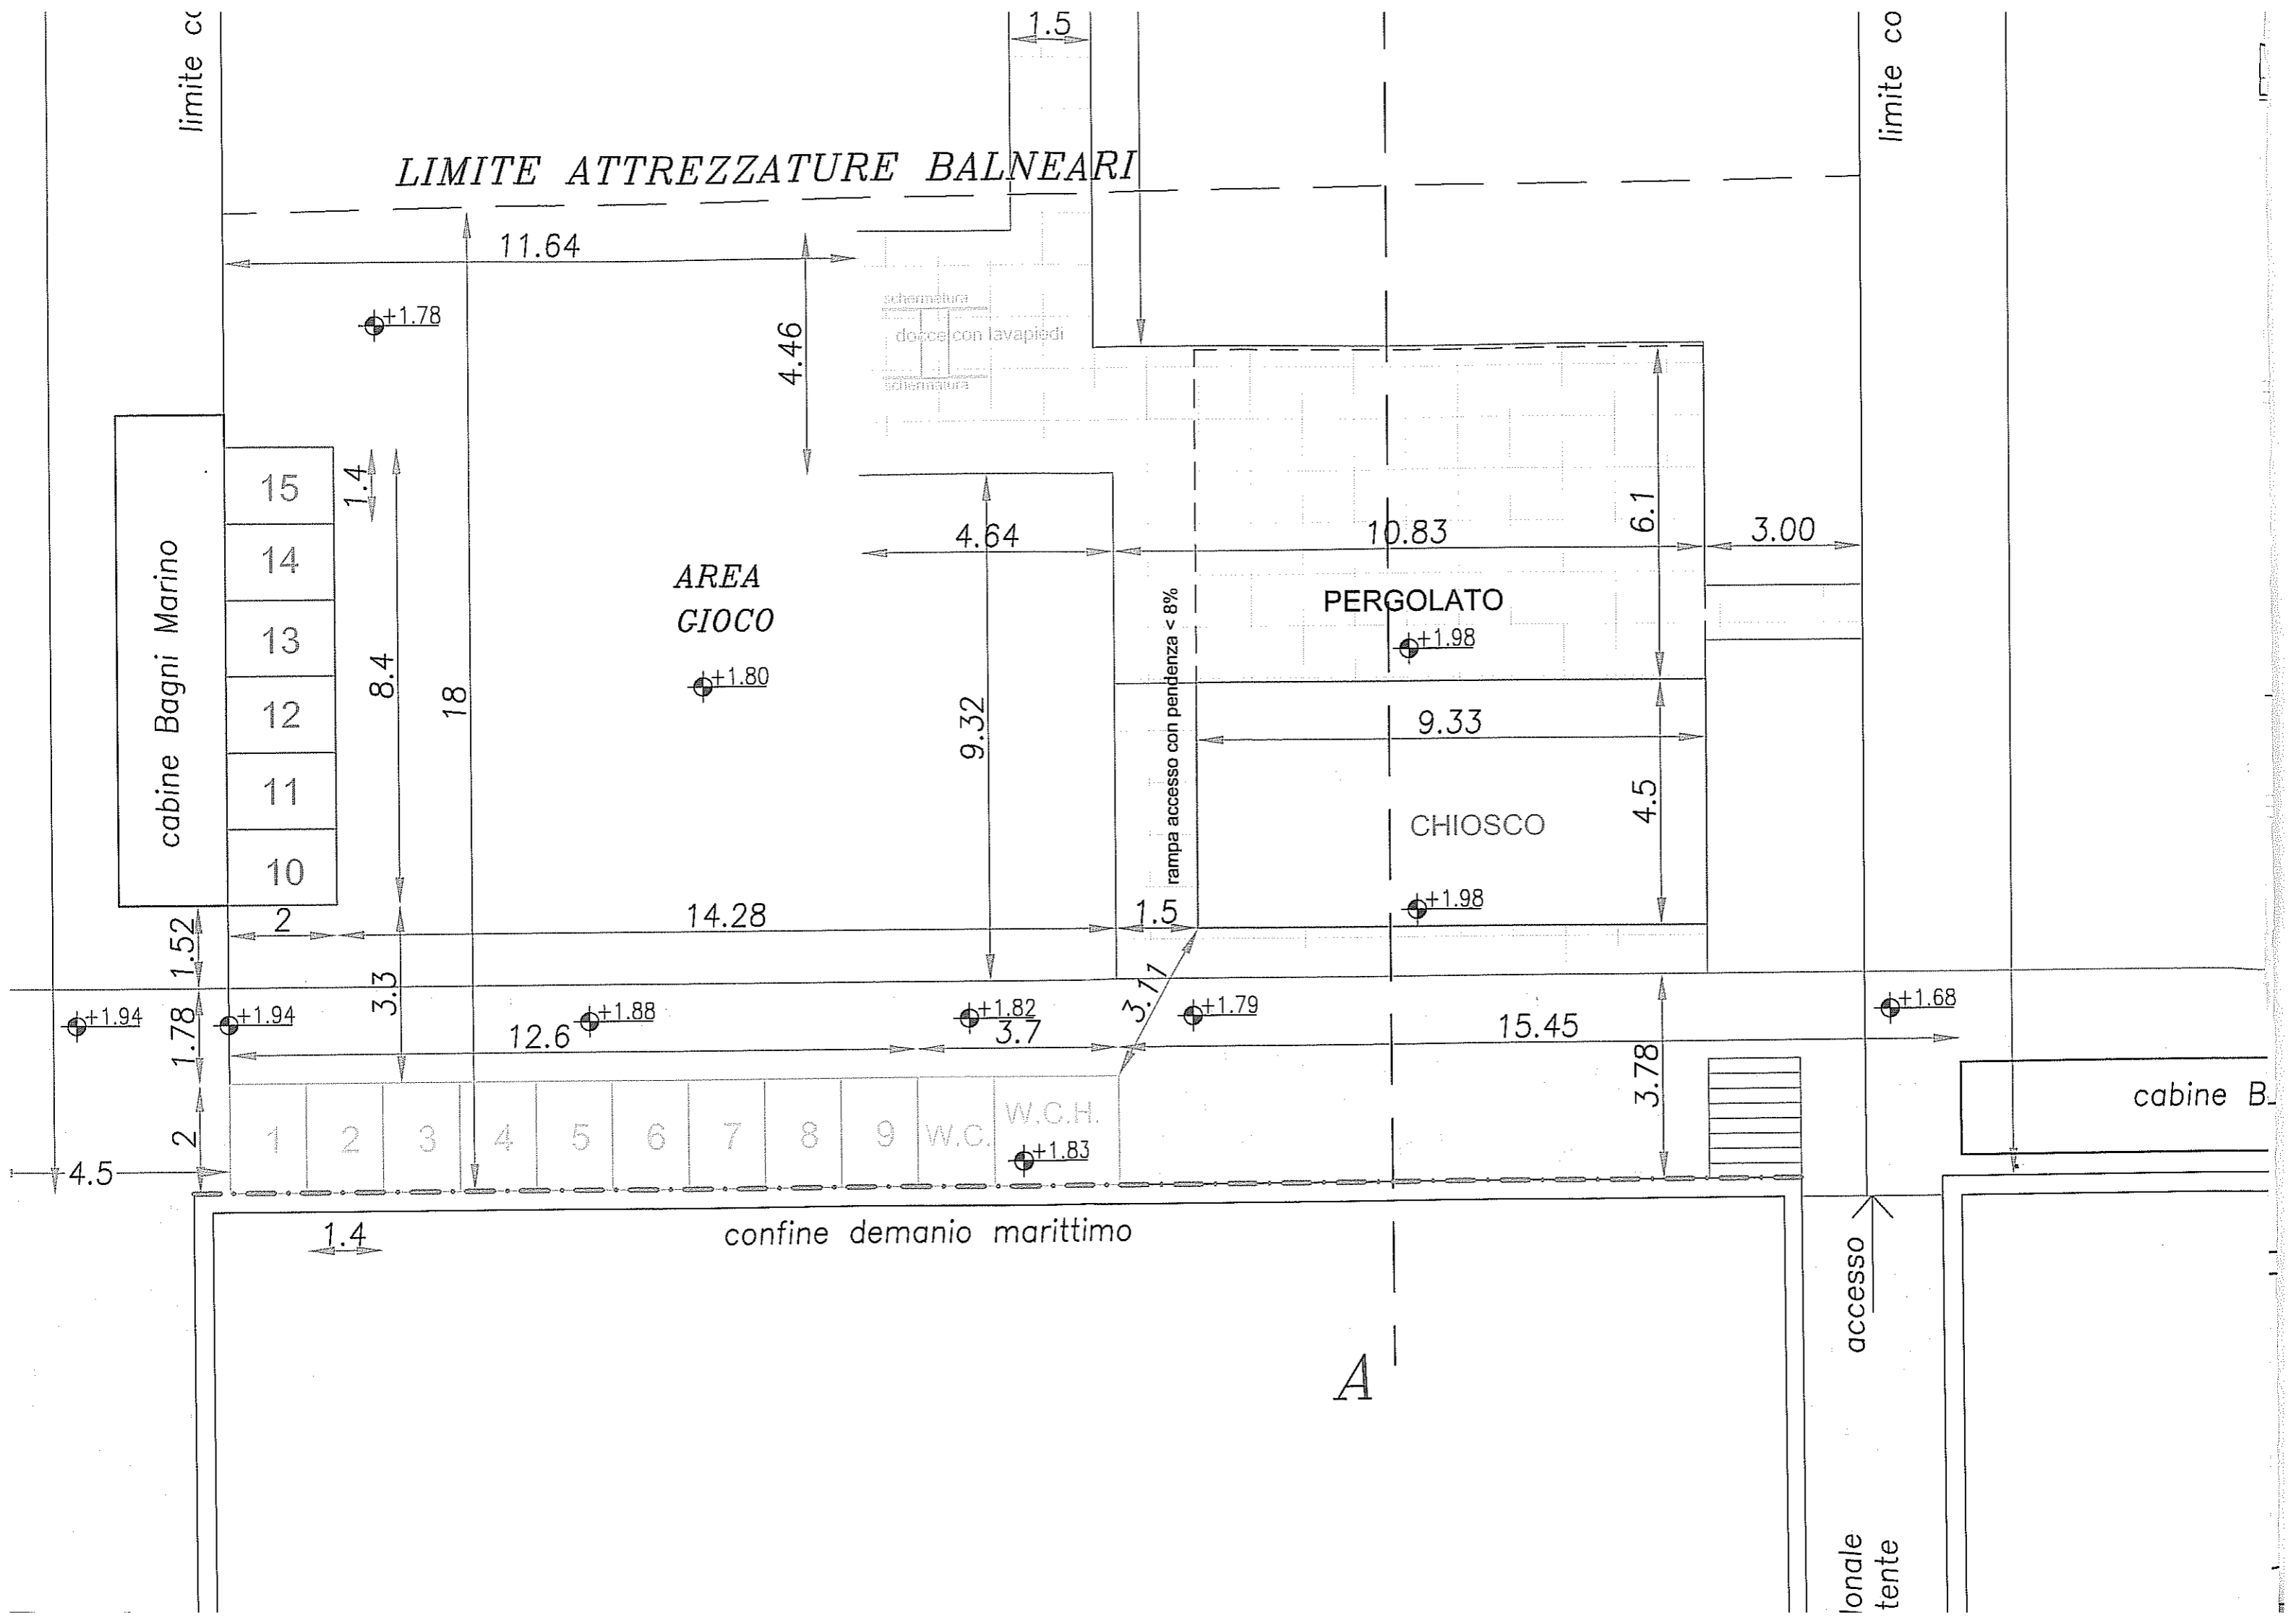 limite co
1.5
limite co
LIMITE ATTREZZATURE BALNEARI
11.64
+1.78
4.46
schermatura
docce con lavapiedi
schermatura
15
1.4
14
13
12
11
10
cabine Bagni Marino
8.4
18
AREA
GIOCO
+1.80
4.64
10.83
3.00
6.1
PERGOLATO
+1.98
rampa accesso con pendenza < 8%
9.32
9.33
4.5
CHIOSCO
+1.98
1.52
2
14.28
1.5
3.3
3.11
1.78
+1.94
+1.94
+1.88
+1.82
+1.79
+1.68
12.6
3.7
15.45
3.78
2
1
2
3
4
5
6
7
8
9
W.C.
W.C.H.
+1.83
cabine B
4.5
1.4
confine demanio marittimo
accesso
A
lonale
tente